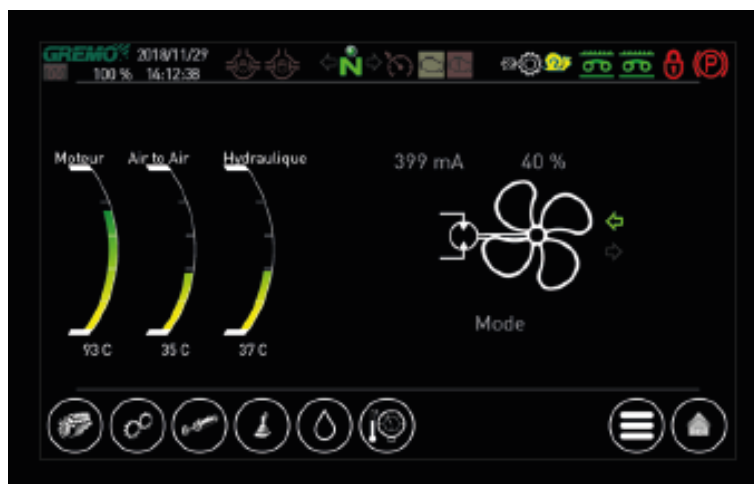 GREMO 2018/11/29
100 % 14:12:38
N
P
Moteur Air to Air Hydraulique
399 mA 40 %
Mode
93 C 35 C 37 C